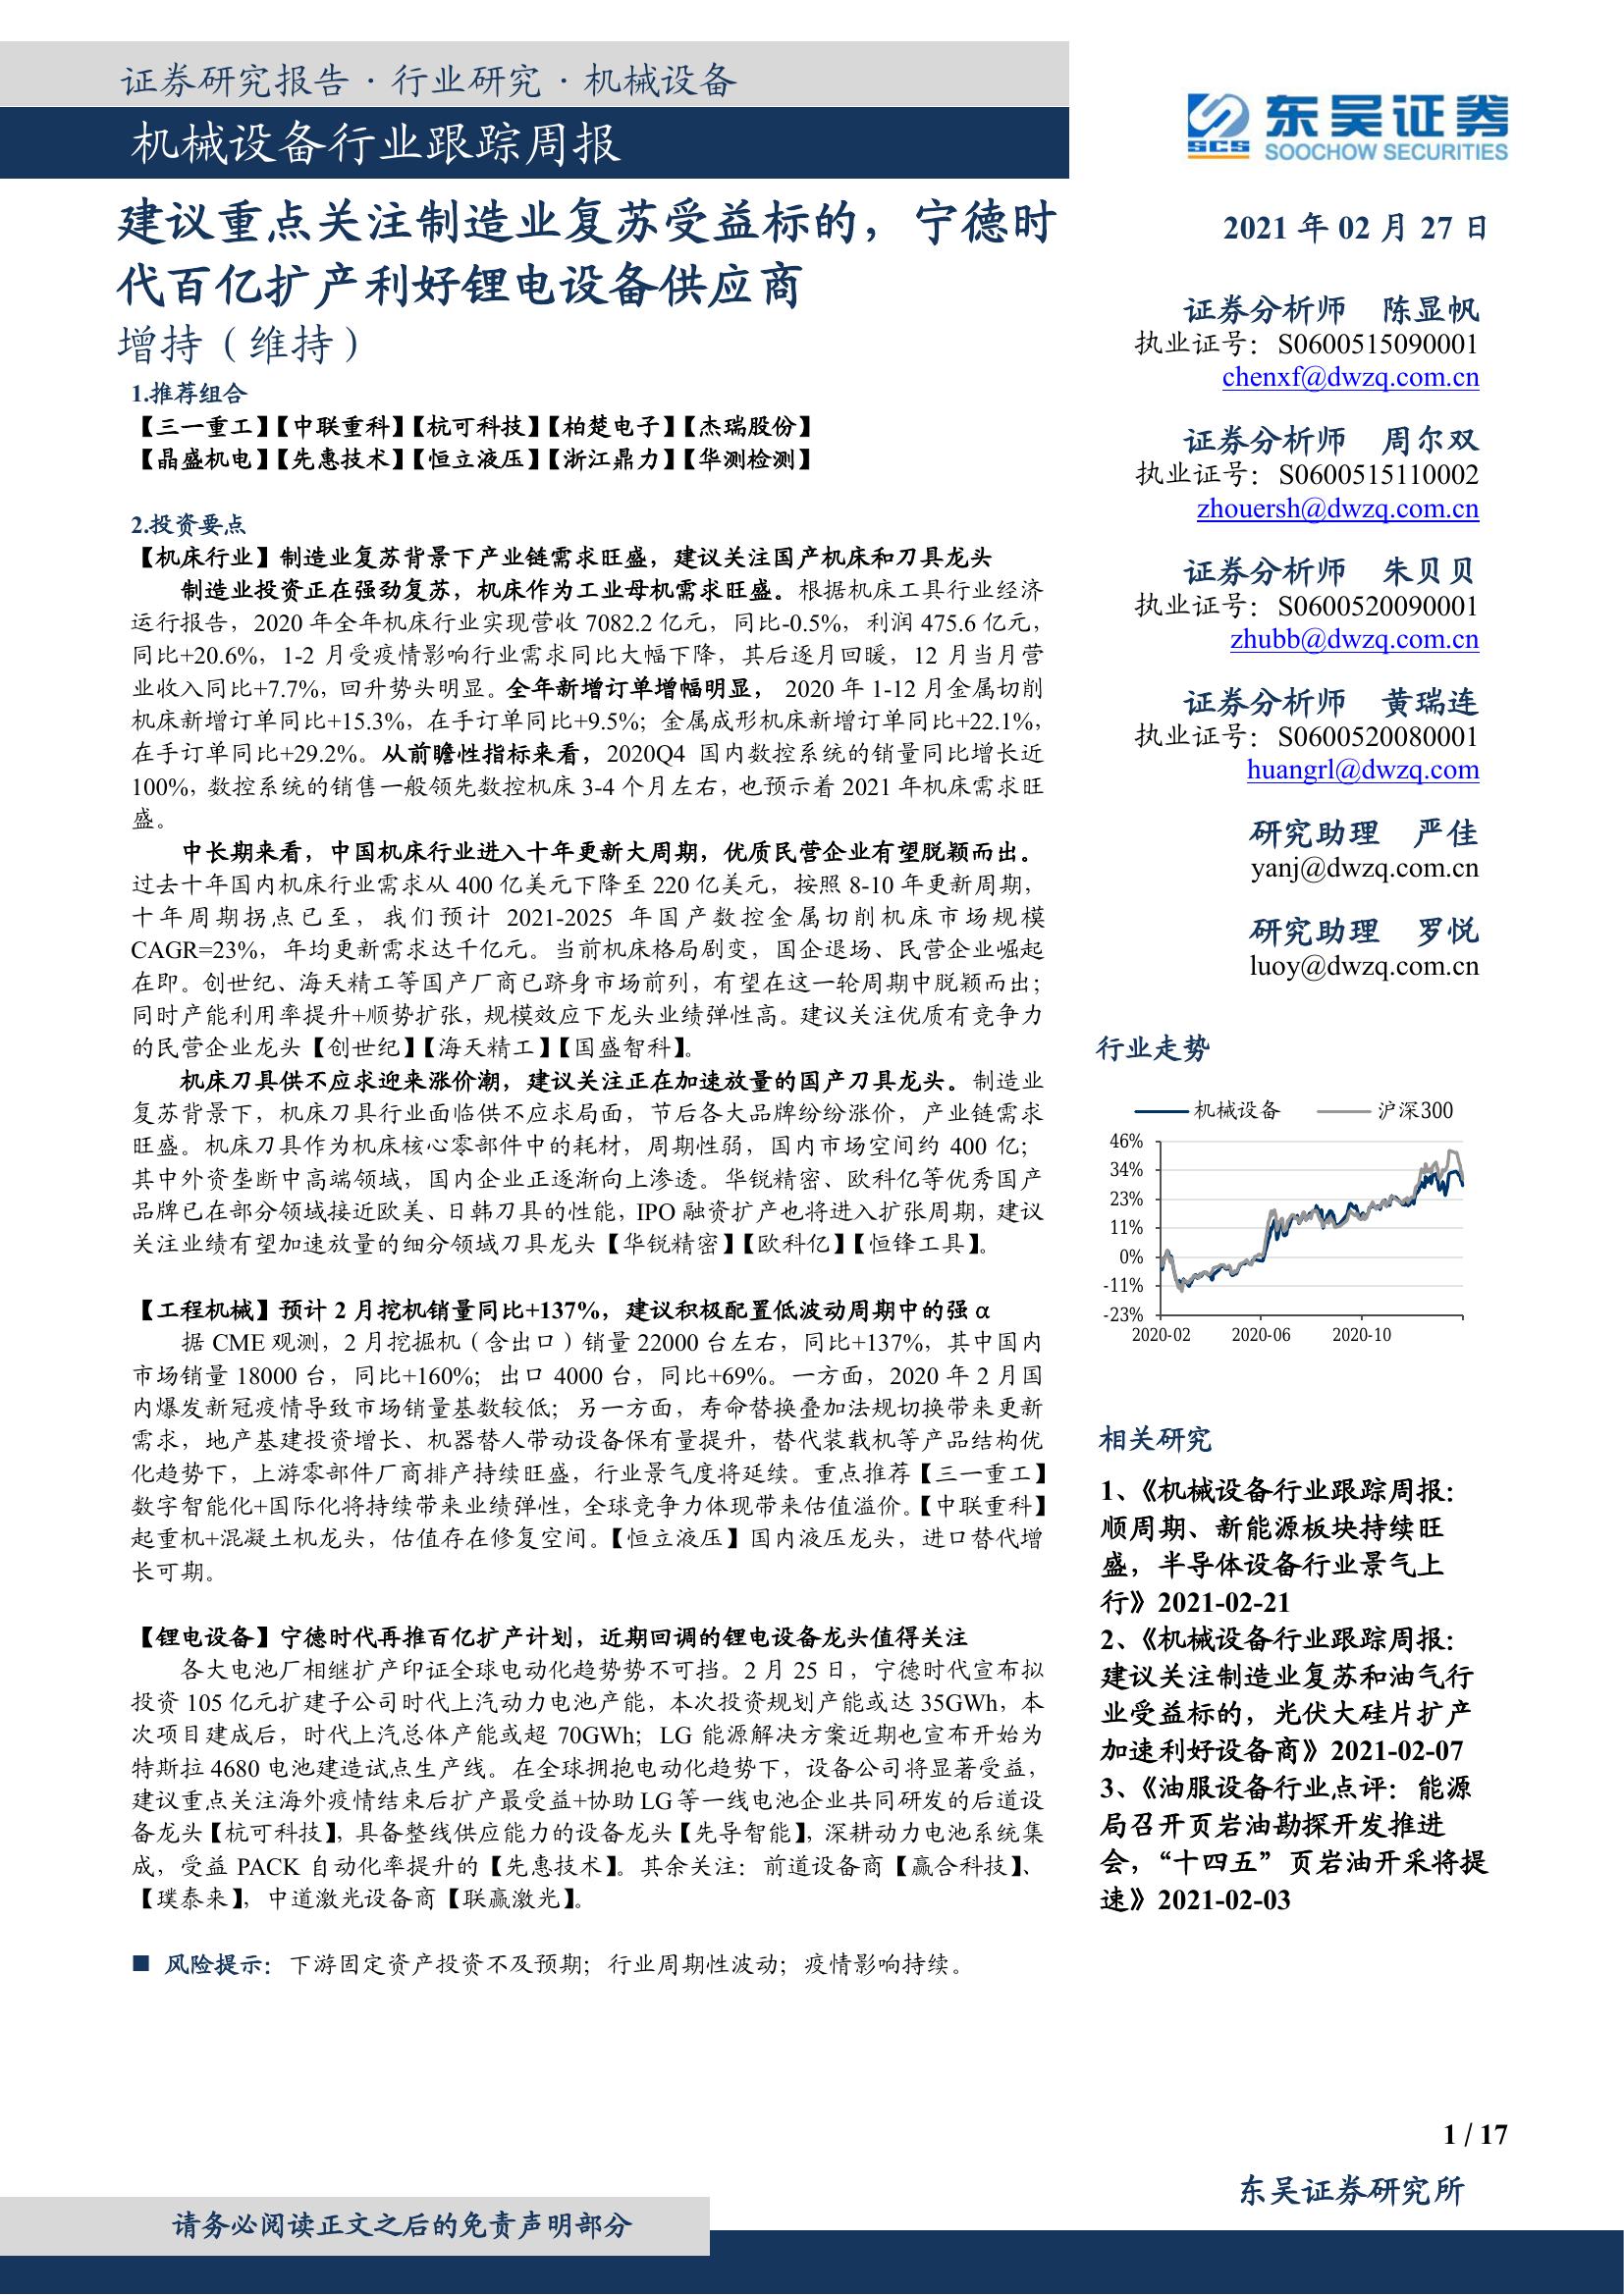 证券研究报告·行业研究·机械设备
机械设备行业跟踪周报
东吴证券
SCS
SOOCHOW SECURITIES
建议重点关注制造业复苏受益标的，宁德时
代百亿扩产利好锂电设备供应商
增持（维持）
1.推荐组合
【三一重工】【中联重科】【杭可科技】【柏楚电子】【杰瑞股份】
【晶盛机电】【先惠技术】【恒立液压】【浙江鼎力】【华测检测】
2.投资要点
【机床行业】制造业复苏背景下产业链需求旺盛，建议关注国产机床和刀具龙头
制造业投资正在强劲复苏，机床作为工业母机需求旺盛。根据机床工具行业经济
运行报告，2020 年全年机床行业实现营收 7082.2 亿元，同比-0.5%，利润 475.6 亿元，
同比+20.6%，1-2 月受疫情影响行业需求同比大幅下降，其后逐月回暖，12 月当月营
业收入同比+7.7%，回升势头明显。全年新增订单增幅明显， 2020 年 1-12 月金属切削
机床新增订单同比+15.3%，在手订单同比+9.5%；金属成形机床新增订单同比+22.1%，
在手订单同比+29.2%。从前瞻性指标来看，2020Q4 国内数控系统的销量同比增长近
100%，数控系统的销售一般领先数控机床 3-4 个月左右，也预示着 2021 年机床需求旺
盛。
中长期来看，中国机床行业进入十年更新大周期，优质民营企业有望脱颖而出。
过去十年国内机床行业需求从 400 亿美元下降至 220 亿美元，按照 8-10 年更新周期，
十年周期拐点已至，我们预计 2021-2025 年国产数控金属切削机床市场规模
CAGR=23%，年均更新需求达千亿元。当前机床格局剧变，国企退场、民营企业崛起
在即。创世纪、海天精工等国产厂商已跻身市场前列，有望在这一轮周期中脱颖而出；
同时产能利用率提升+顺势扩张，规模效应下龙头业绩弹性高。建议关注优质有竞争力
的民营企业龙头【创世纪】【海天精工】【国盛智科】。
机床刀具供不应求迎来涨价潮，建议关注正在加速放量的国产刀具龙头。制造业
复苏背景下，机床刀具行业面临供不应求局面，节后各大品牌纷纷涨价，产业链需求
旺盛。机床刀具作为机床核心零部件中的耗材，周期性弱，国内市场空间约 400 亿；
其中外资垄断中高端领域，国内企业正逐渐向上渗透。华锐精密、欧科亿等优秀国产
品牌已在部分领域接近欧美、日韩刀具的性能，IPO 融资扩产也将进入扩张周期，建议
关注业绩有望加速放量的细分领域刀具龙头【华锐精密】【欧科亿】【恒锋工具】。
【工程机械】预计 2 月挖机销量同比+137%，建议积极配置低波动周期中的强 α
据 CME 观测，2 月挖掘机（含出口）销量 22000 台左右，同比+137%，其中国内
市场销量 18000 台，同比+160%；出口 4000 台，同比+69%。一方面，2020 年 2 月国
内爆发新冠疫情导致市场销量基数较低；另一方面，寿命替换叠加法规切换带来更新
需求，地产基建投资增长、机器替人带动设备保有量提升，替代装载机等产品结构优
化趋势下，上游零部件厂商排产持续旺盛，行业景气度将延续。重点推荐【三一重工】
数字智能化+国际化将持续带来业绩弹性，全球竞争力体现带来估值溢价。【中联重科】
起重机+混凝土机龙头，估值存在修复空间。【恒立液压】国内液压龙头，进口替代增
长可期。
【锂电设备】宁德时代再推百亿扩产计划，近期回调的锂电设备龙头值得关注
各大电池厂相继扩产印证全球电动化趋势势不可挡。2 月 25 日，宁德时代宣布拟
投资 105 亿元扩建子公司时代上汽动力电池产能，本次投资规划产能或达 35GWh，本
次项目建成后，时代上汽总体产能或超 70GWh；LG 能源解决方案近期也宣布开始为
特斯拉 4680 电池建造试点生产线。在全球拥抱电动化趋势下，设备公司将显著受益，
建议重点关注海外疫情结束后扩产最受益+协助 LG 等一线电池企业共同研发的后道设
备龙头【杭可科技】，具备整线供应能力的设备龙头【先导智能】，深耕动力电池系统集
成，受益 PACK 自动化率提升的【先惠技术】。其余关注：前道设备商【赢合科技】、
【璞泰来】，中道激光设备商【联赢激光】。
■ 风险提示：下游固定资产投资不及预期；行业周期性波动；疫情影响持续。
2021 年 02 月 27 日
证券分析师 陈显帆
执业证号：S0600515090001
chenxf@dwzq.com.cn
证券分析师 周尔双
执业证号：S0600515110002
zhouersh@dwzq.com.cn
证券分析师 朱贝贝
执业证号：S0600520090001
zhubb@dwzq.com.cn
证券分析师 黄瑞连
执业证号：S0600520080001
huangrl@dwzq.com
研究助理 严佳
yanj@dwzq.com.cn
研究助理 罗悦
luoy@dwzq.com.cn
行业走势
机械设备 沪深300
46%
34%
23%
11%
0%
-11%
-23%
2020-02 2020-06 2020-10
相关研究
1、《机械设备行业跟踪周报：
顺周期、新能源板块持续旺
盛，半导体设备行业景气上
行》2021-02-21
2、《机械设备行业跟踪周报：
建议关注制造业复苏和油气行
业受益标的，光伏大硅片扩产
加速利好设备商》2021-02-07
3、《油服设备行业点评：能源
局召开页岩油勘探开发推进
会，“十四五”页岩油开采将提
速》2021-02-03
1 / 17
东吴证券研究所
请务必阅读正文之后的免责声明部分